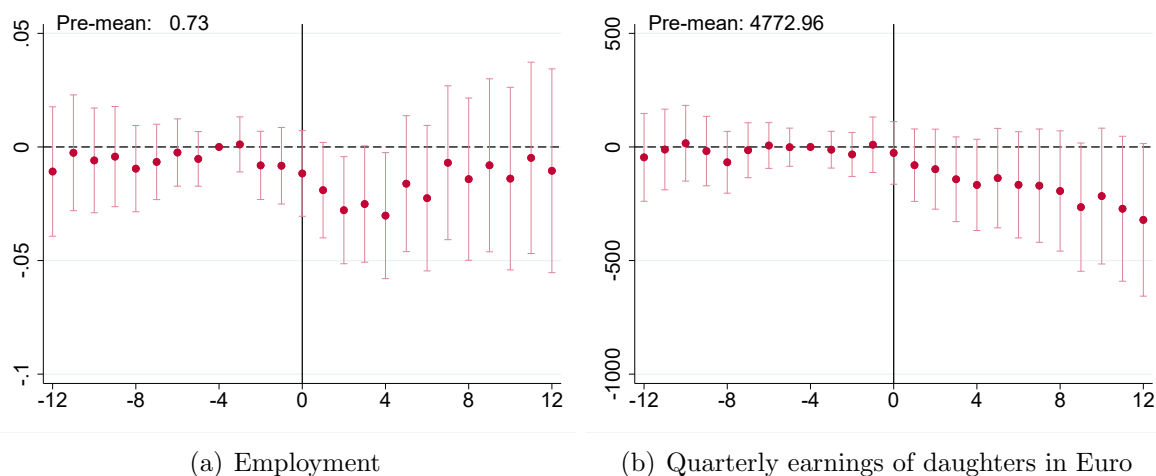 Pre-mean: 0.73
.05
0
-.05
-.1
-12 -8 -4 0 4 8 12
(a) Employment
Pre-mean: 4772.96
500
0
-500
-1000
-12 -8 -4 0 4 8 12
(b) Quarterly earnings of daughters in Euro